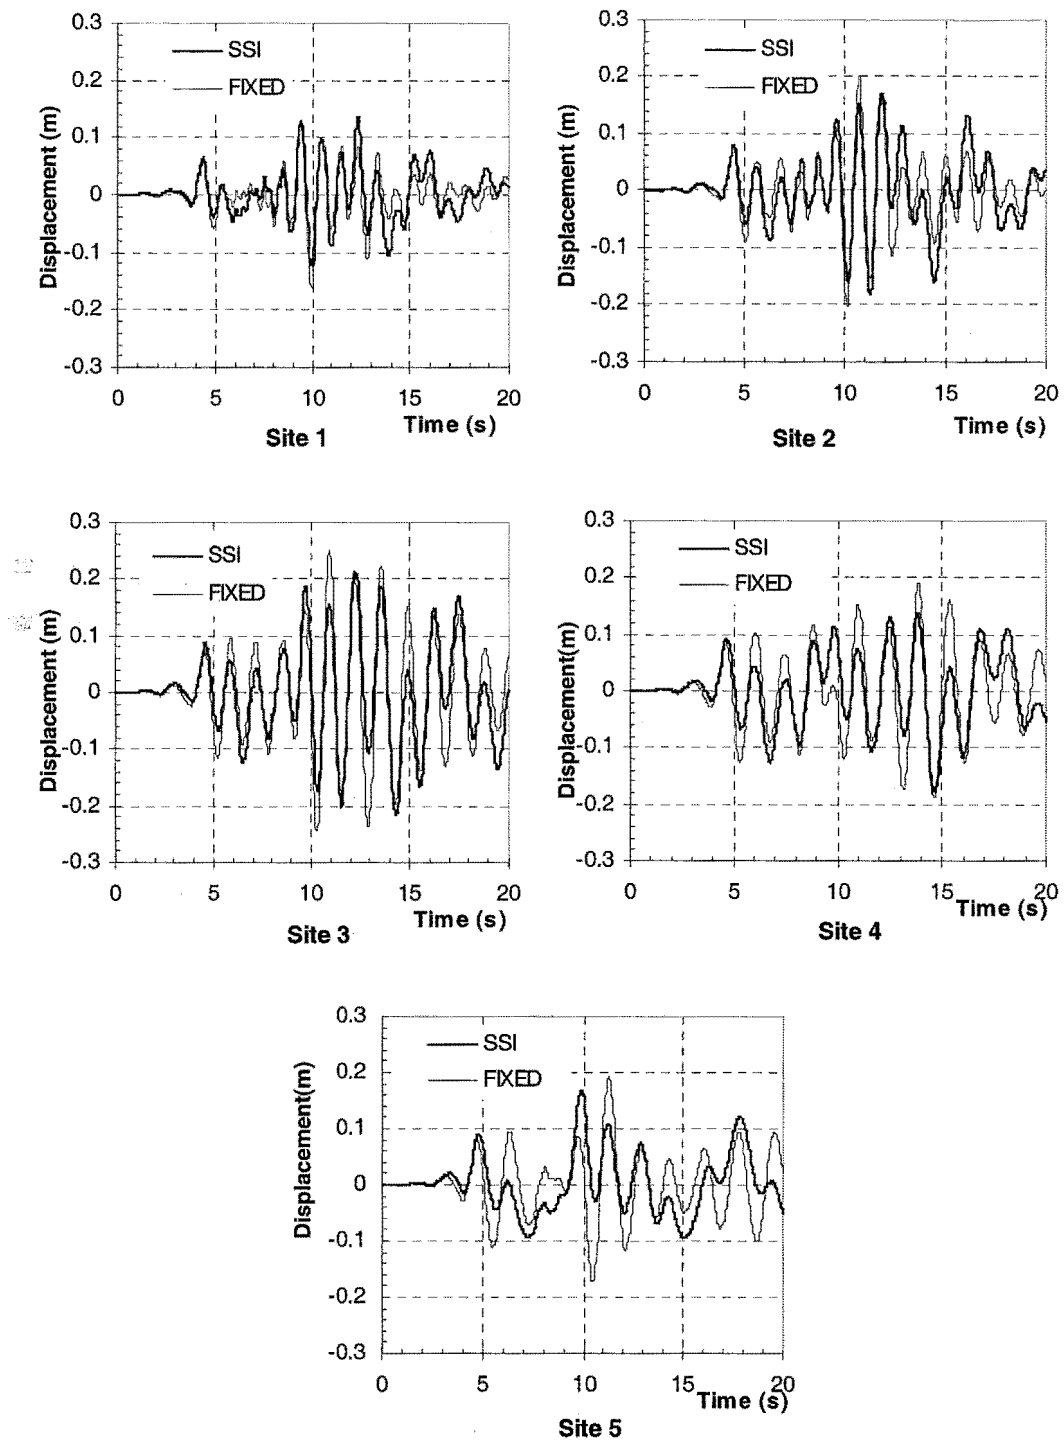 0.3
0.2
0.1
0
-0.1
-0.2
-0.3
Displacement (m)
SSI
FIXED
0 5 10 15 20
Time (s)
Site 1
0.3
0.2
0.1
0
-0.1
-0.2
-0.3
Displacement (m)
SSI
FIXED
0 5 10 15 20
Time (s)
Site 2
0.3
0.2
0.1
0
-0.1
-0.2
-0.3
Displacement (m)
SSI
FIXED
0 5 10 15 20
Time (s)
Site 3
0.3
0.2
0.1
0
-0.1
-0.2
-0.3
Displacement(m)
SSI
FIXED
0 5 10 15 20
Time (s)
Site 4
0.3
0.2
0.1
0
-0.1
-0.2
-0.3
Displacement(m)
SSI
FIXED
0 5 10 15 20
Time (s)
Site 5